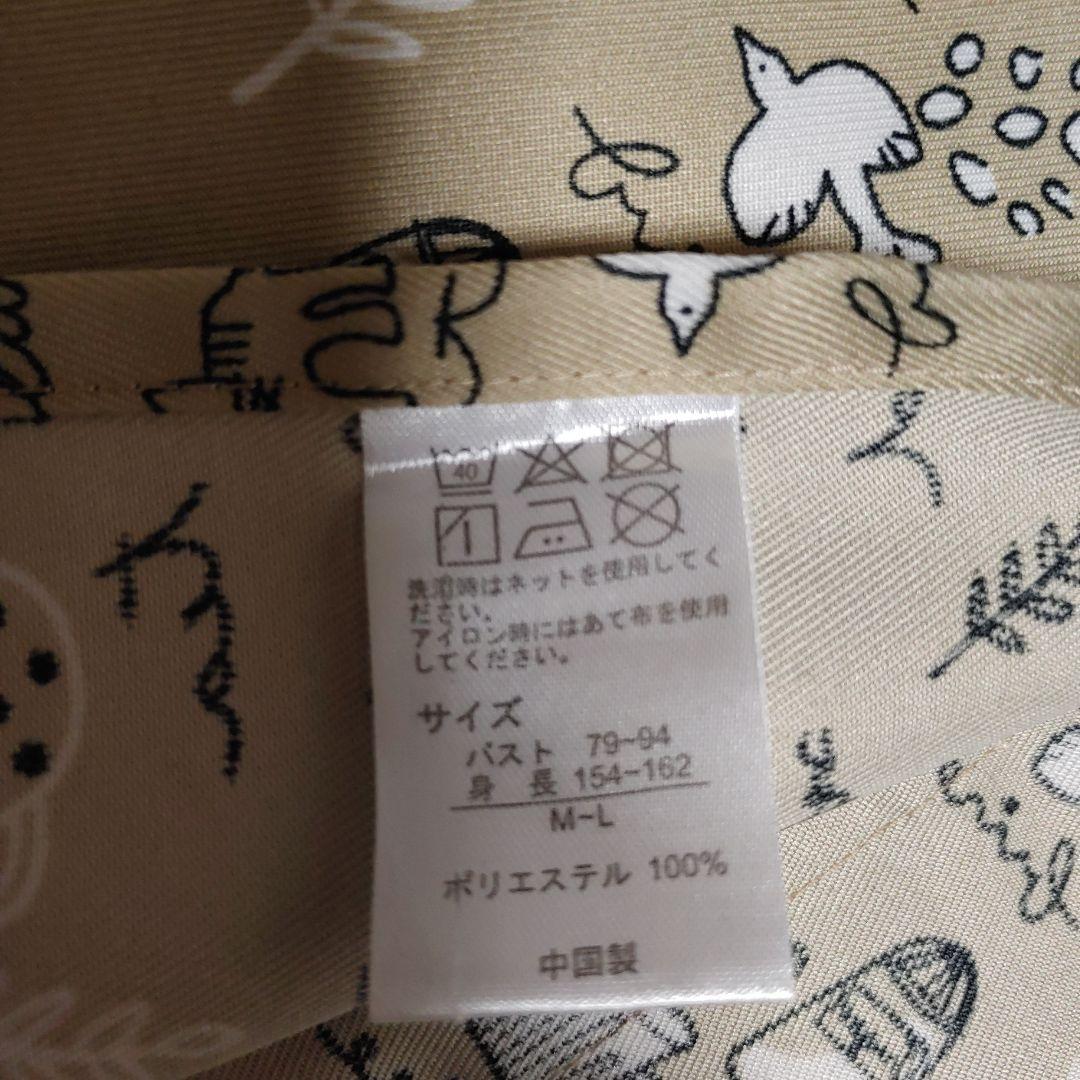 40
洗濯時はネットを使用してく
ださい。
アイロン時にはあて布を使用
してください。
サイズ
バスト 79~94
身 長 154-162
M-L
ポリエステル 100%
中国製